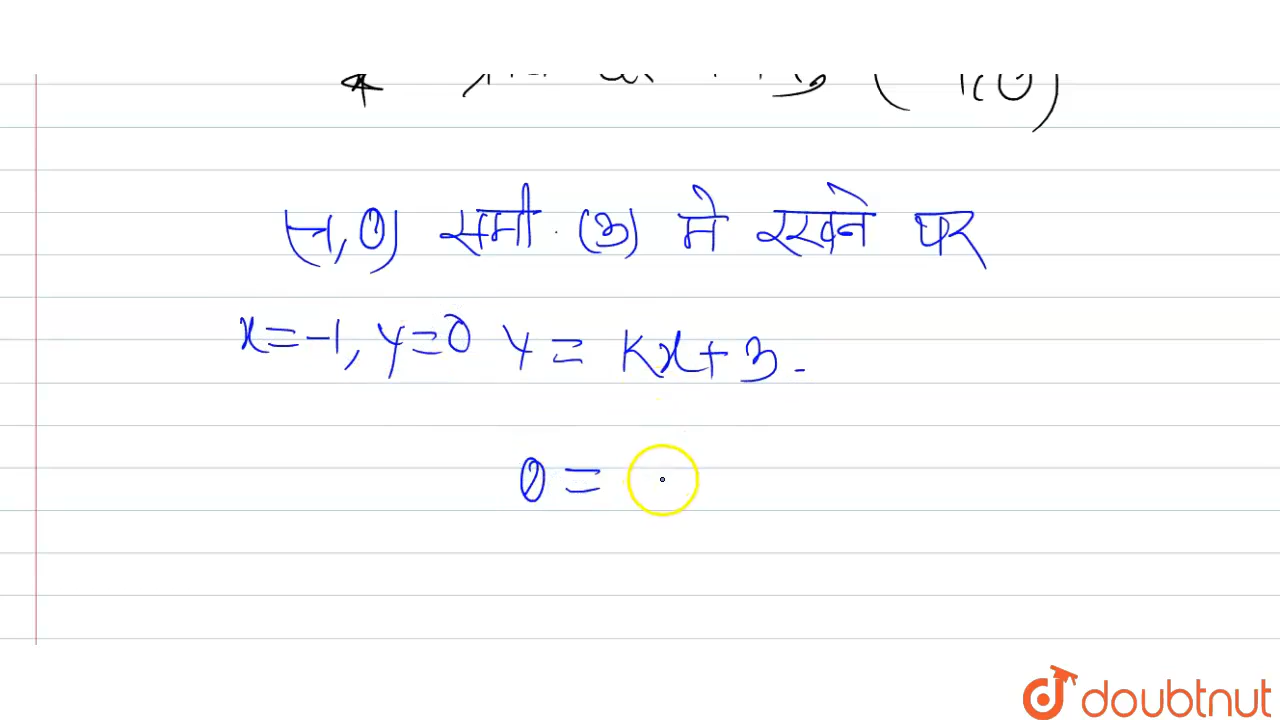 (-1, 0) समी. (3) में रखने पर
x = -1, y = 0 y = kx + 3.
0 =
doubtnut